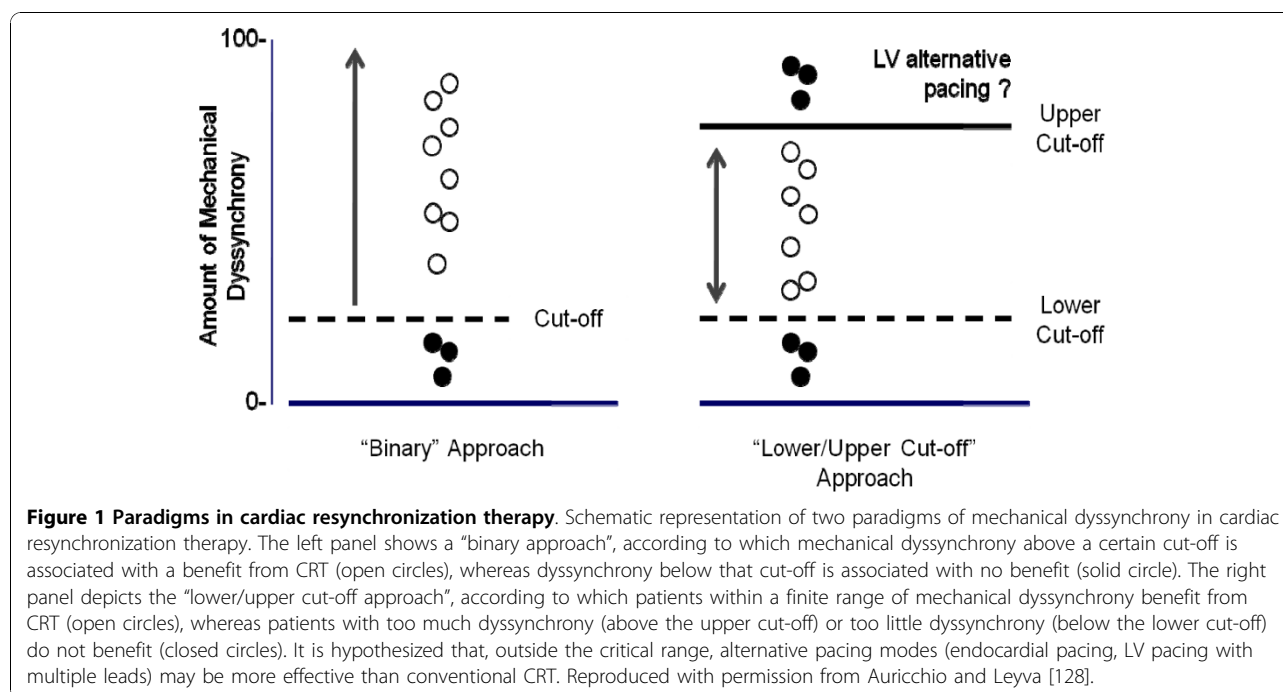 100-
Amount of Mechanical
Dyssynchrony
0-
Cut-off
"Binary" Approach
LV alternative
pacing ?
Upper
Cut-off
Lower
Cut-off
"Lower/Upper Cut-off"
Approach
Figure 1 Paradigms in cardiac resynchronization therapy. Schematic representation of two paradigms of mechanical dyssynchrony in cardiac
resynchronization therapy. The left panel shows a "binary approach", according to which mechanical dyssynchrony above a certain cut-off is
associated with a benefit from CRT (open circles), whereas dyssynchrony below that cut-off is associated with no benefit (solid circle). The right
panel depicts the "lower/upper cut-off approach", according to which patients within a finite range of mechanical dyssynchrony benefit from
CRT (open circles), whereas patients with too much dyssynchrony (above the upper cut-off) or too little dyssynchrony (below the lower cut-off)
do not benefit (closed circles). It is hypothesized that, outside the critical range, alternative pacing modes (endocardial pacing, LV pacing with
multiple leads) may be more effective than conventional CRT. Reproduced with permission from Auricchio and Leyva [128].